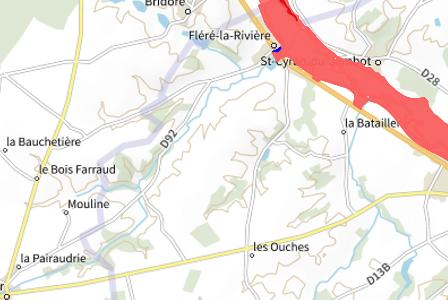 Bridoré
Fléré-la-Rivière
D28
la Bataille
D92
la Bauchetière
le Bois Farraud
Mouline
les Ouches
la Pairaudrie
D13B